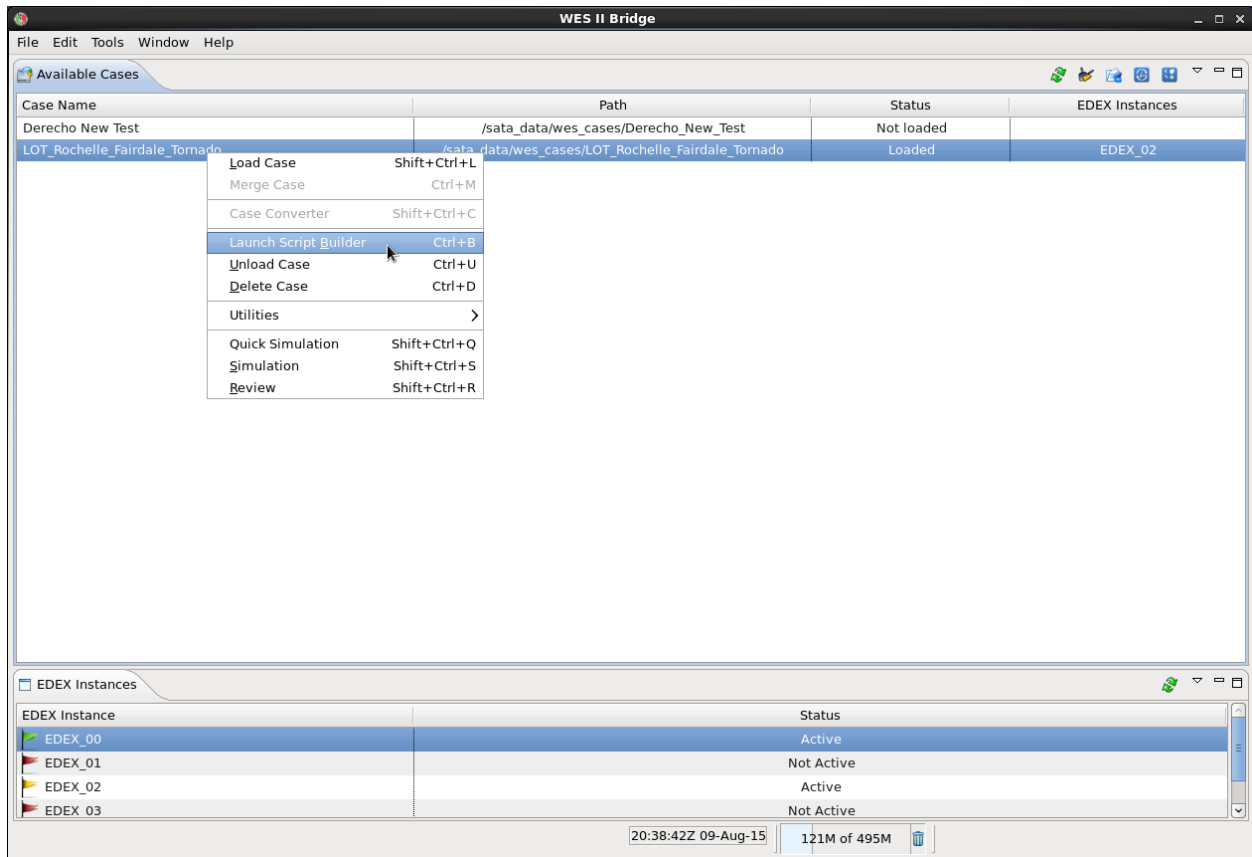 WES II Bridge
File Edit Tools Window Help
Available Cases
Case Name Path Status EDEX Instances
Derecho New Test /sata_data/wes_cases/Derecho_New_Test Not loaded
LOT_Rochelle_Fairdale_Tornado /sata_data/wes_cases/LOT_Rochelle_Fairdale_Tornado Loaded EDEX_02
Load Case Shift+Ctrl+L
Merge Case Ctrl+M
Case Converter Shift+Ctrl+C
Launch Script Builder Ctrl+B
Unload Case Ctrl+U
Delete Case Ctrl+D
Utilities
Quick Simulation Shift+Ctrl+Q
Simulation Shift+Ctrl+S
Review Shift+Ctrl+R
EDEX Instances
EDEX Instance Status
EDEX_00 Active
EDEX_01 Not Active
EDEX_02 Active
EDEX_03 Not Active
20:38:42Z 09-Aug-15 121M of 495M